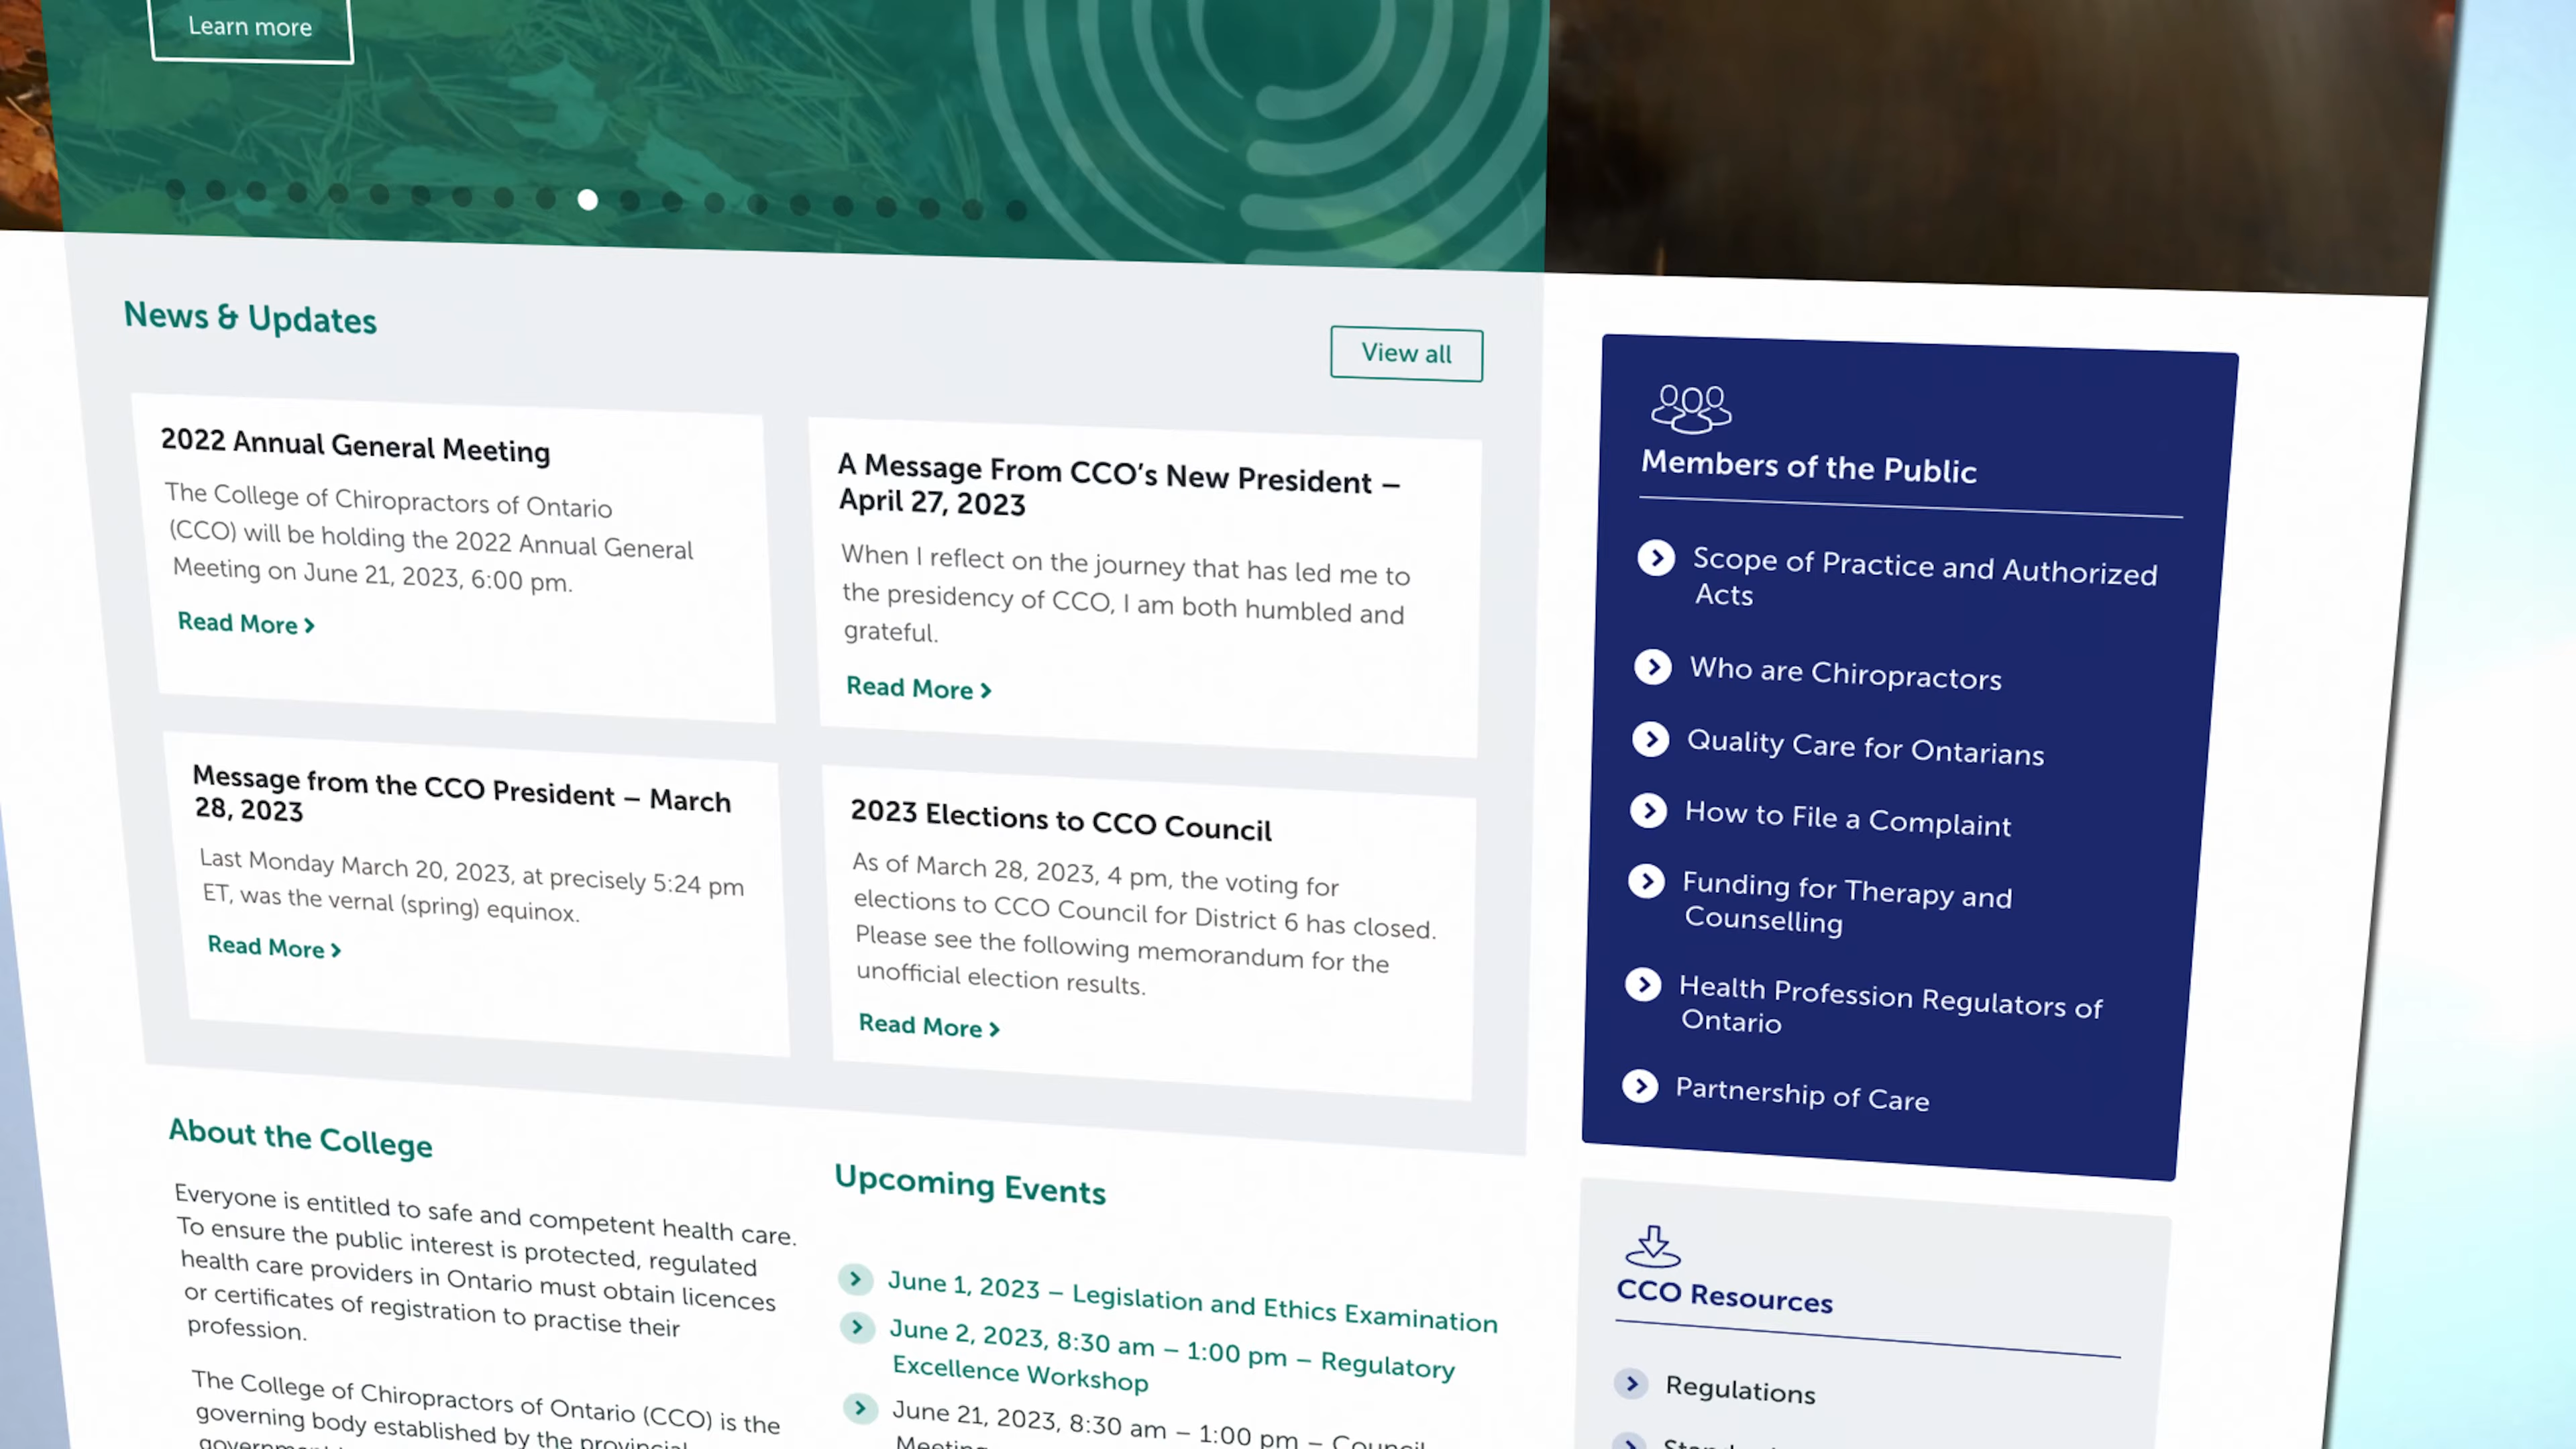 Learn more
News & Updates
View all
2022 Annual General Meeting
The College of Chiropractors of Ontario
(CCO) will be holding the 2022 Annual General
Meeting on June 21, 2023, 6:00 pm.
Read More
A Message From CCO's New President –
April 27, 2023
When I reflect on the journey that has led me to
the presidency of CCO, I am both humbled and
grateful.
Read More
Message from the CCO President – March
28, 2023
Last Monday March 20, 2023, at precisely 5:24 pm
ET, was the vernal (spring) equinox.
Read More
2023 Elections to CCO Council
As of March 28, 2023, 4 pm, the voting for
elections to CCO Council for District 6 has closed.
Please see the following memorandum for the
unofficial election results.
Read More
About the College
Everyone is entitled to safe and competent health care.
To ensure the public interest is protected, regulated
health care providers in Ontario must obtain licences
or certificates of registration to practise their
profession.
The College of Chiropractors of Ontario (CCO) is the
governing body established by the provincial
Upcoming Events
June 1, 2023 – Legislation and Ethics Examination
June 2, 2023, 8:30 am – 1:00 pm – Regulatory
Excellence Workshop
June 21, 2023, 8:30 am – 1:00 pm – Council
Meeting
Members of the Public
Scope of Practice and Authorized
Acts
Who are Chiropractors
Quality Care for Ontarians
How to File a Complaint
Funding for Therapy and
Counselling
Health Profession Regulators of
Ontario
Partnership of Care
CCO Resources
Regulations